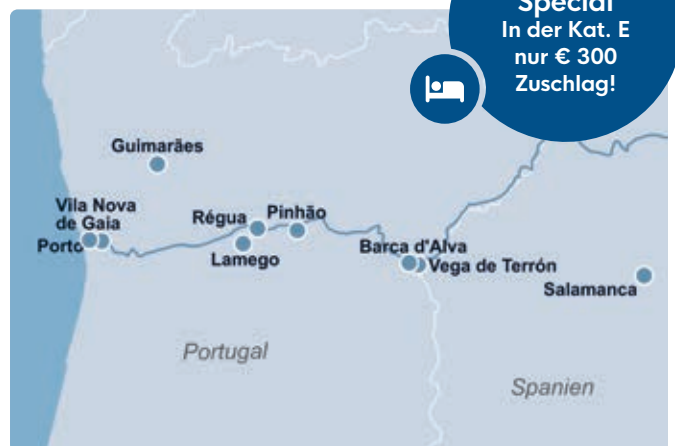 Special
In der Kat. E
nur € 300
Zuschlag!
Guimarães
Vila Nova
de Gaia
Porto
Régua
Pinhão
Lamego
Barca d'Alva
Vega de Terrón
Salamanca
Portugal
Spanien